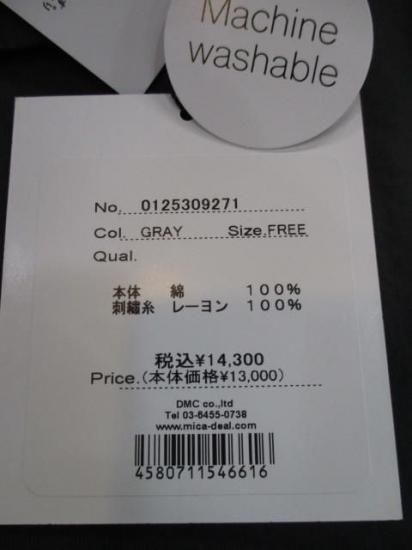 Machine
washable
No. 0125309271
Col. GRAY Size.FREE
Qual.
本体 綿 100%
刺繍糸 レーヨン 100%
税込¥14,300
Price.(本体価格¥13,000)
DMC co.,ltd
Tel 03-6455-0738
www.mica-deal.com
4580711546616